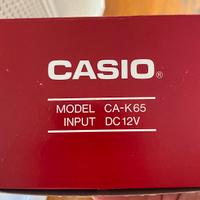 CASIO®
MODEL CA-K65
INPUT DC12V